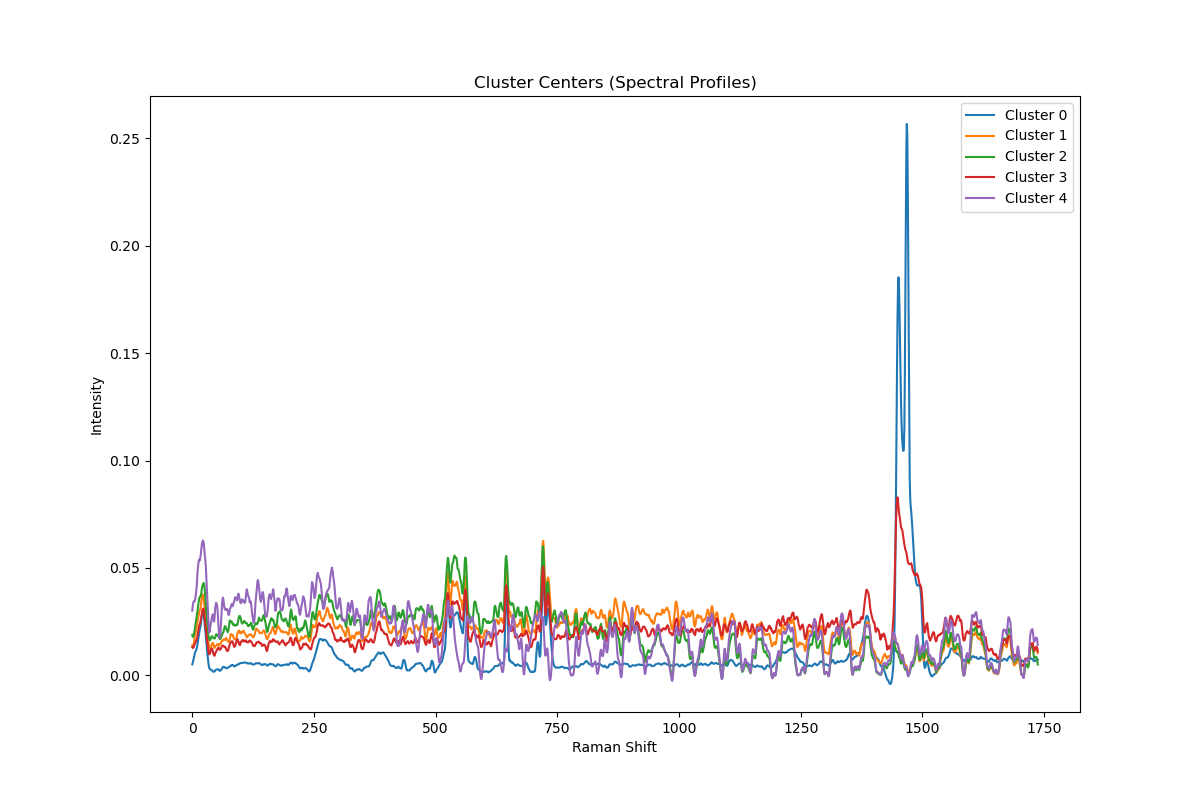 Cluster Centers (Spectral Profiles)
Cluster 0
Cluster 1
Cluster 2
Cluster 3
Cluster 4
0.25
0.20
0.15
0.10
0.05
0.00
Intensity
0 250 500 750 1000 1250 1500 1750
Raman Shift